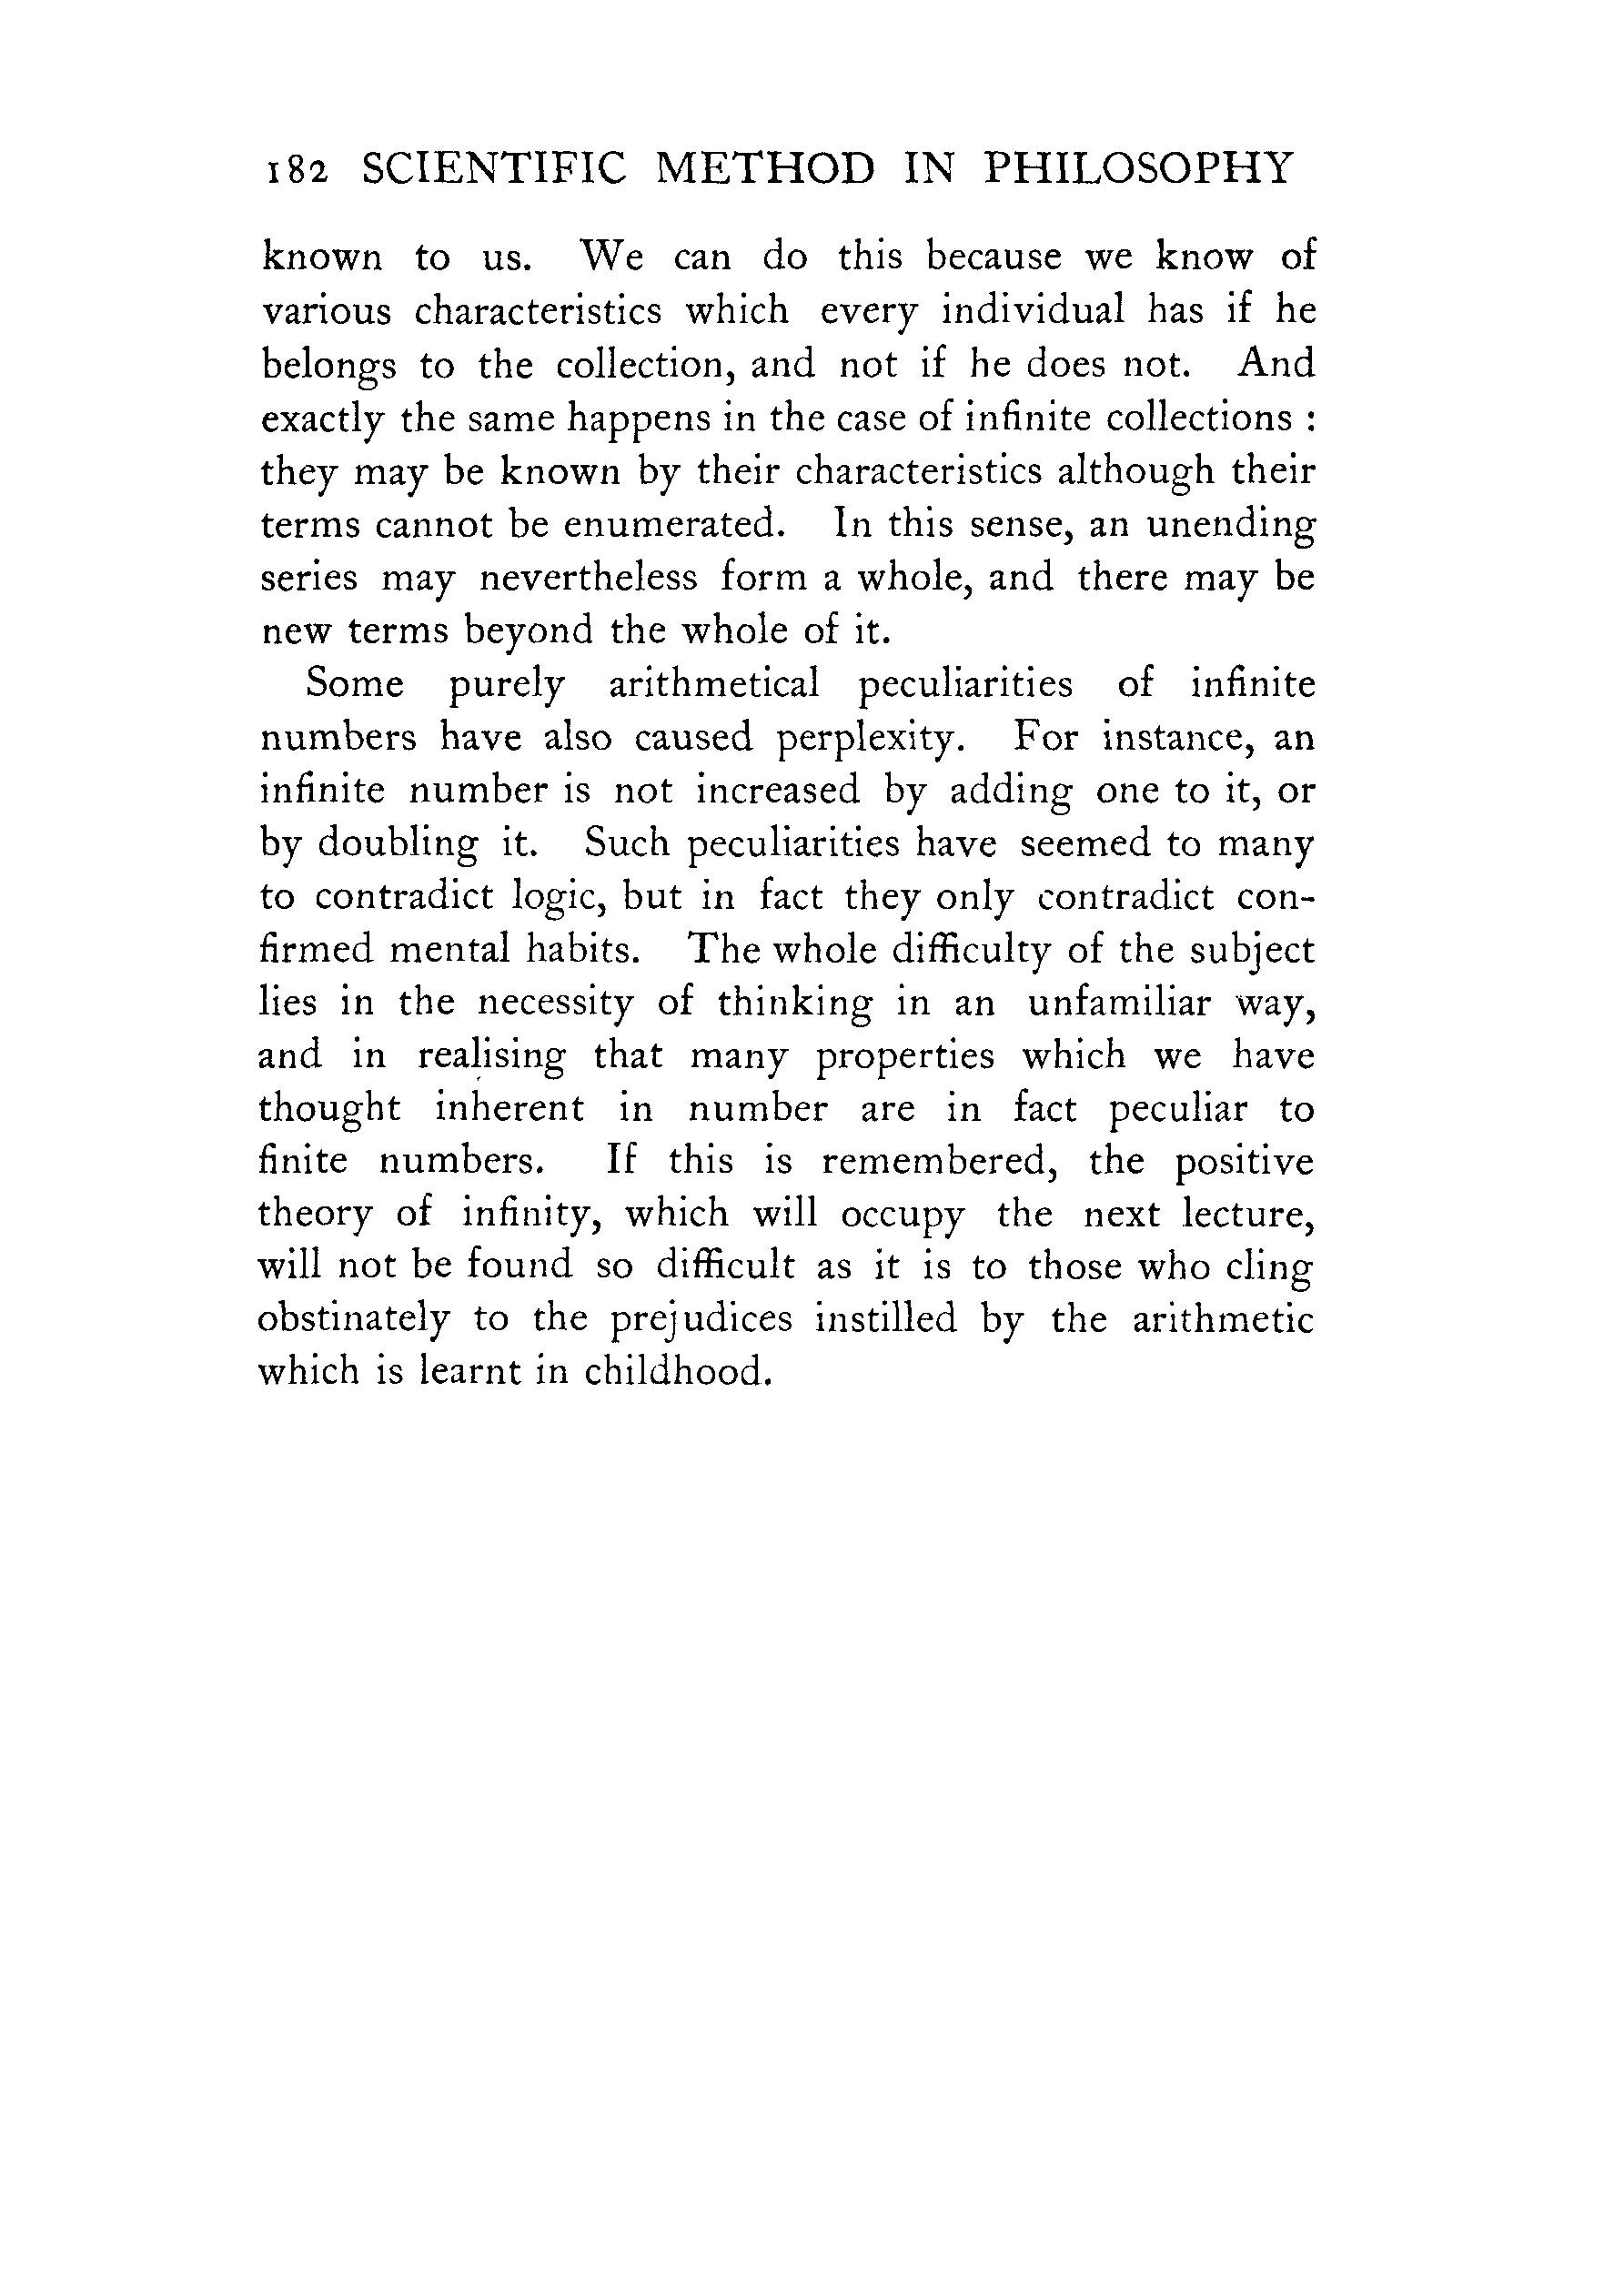 182 SCIENTIFIC METHOD IN PHILOSOPHY
known to us. We can do this because we know of
various characteristics which every individual has if he
belongs to the collection, and not if he does not. And
exactly the same happens in the case of infinite collections :
they may be known by their characteristics although their
terms cannot be enumerated. In this sense, an unending
series may nevertheless form a whole, and there may be
new terms beyond the whole of it.
Some purely arithmetical peculiarities of infinite
numbers have also caused perplexity. For instance, an
infinite number is not increased by adding one to it, or
by doubling it. Such peculiarities have seemed to many
to contradict logic, but in fact they only contradict con-
firmed mental habits. The whole difficulty of the subject
lies in the necessity of thinking in an unfamiliar way,
and in realising that many properties which we have
thought inherent in number are in fact peculiar to
finite numbers. If this is remembered, the positive
theory of infinity, which will occupy the next lecture,
will not be found so difficult as it is to those who cling
obstinately to the prejudices instilled by the arithmetic
which is learnt in childhood.